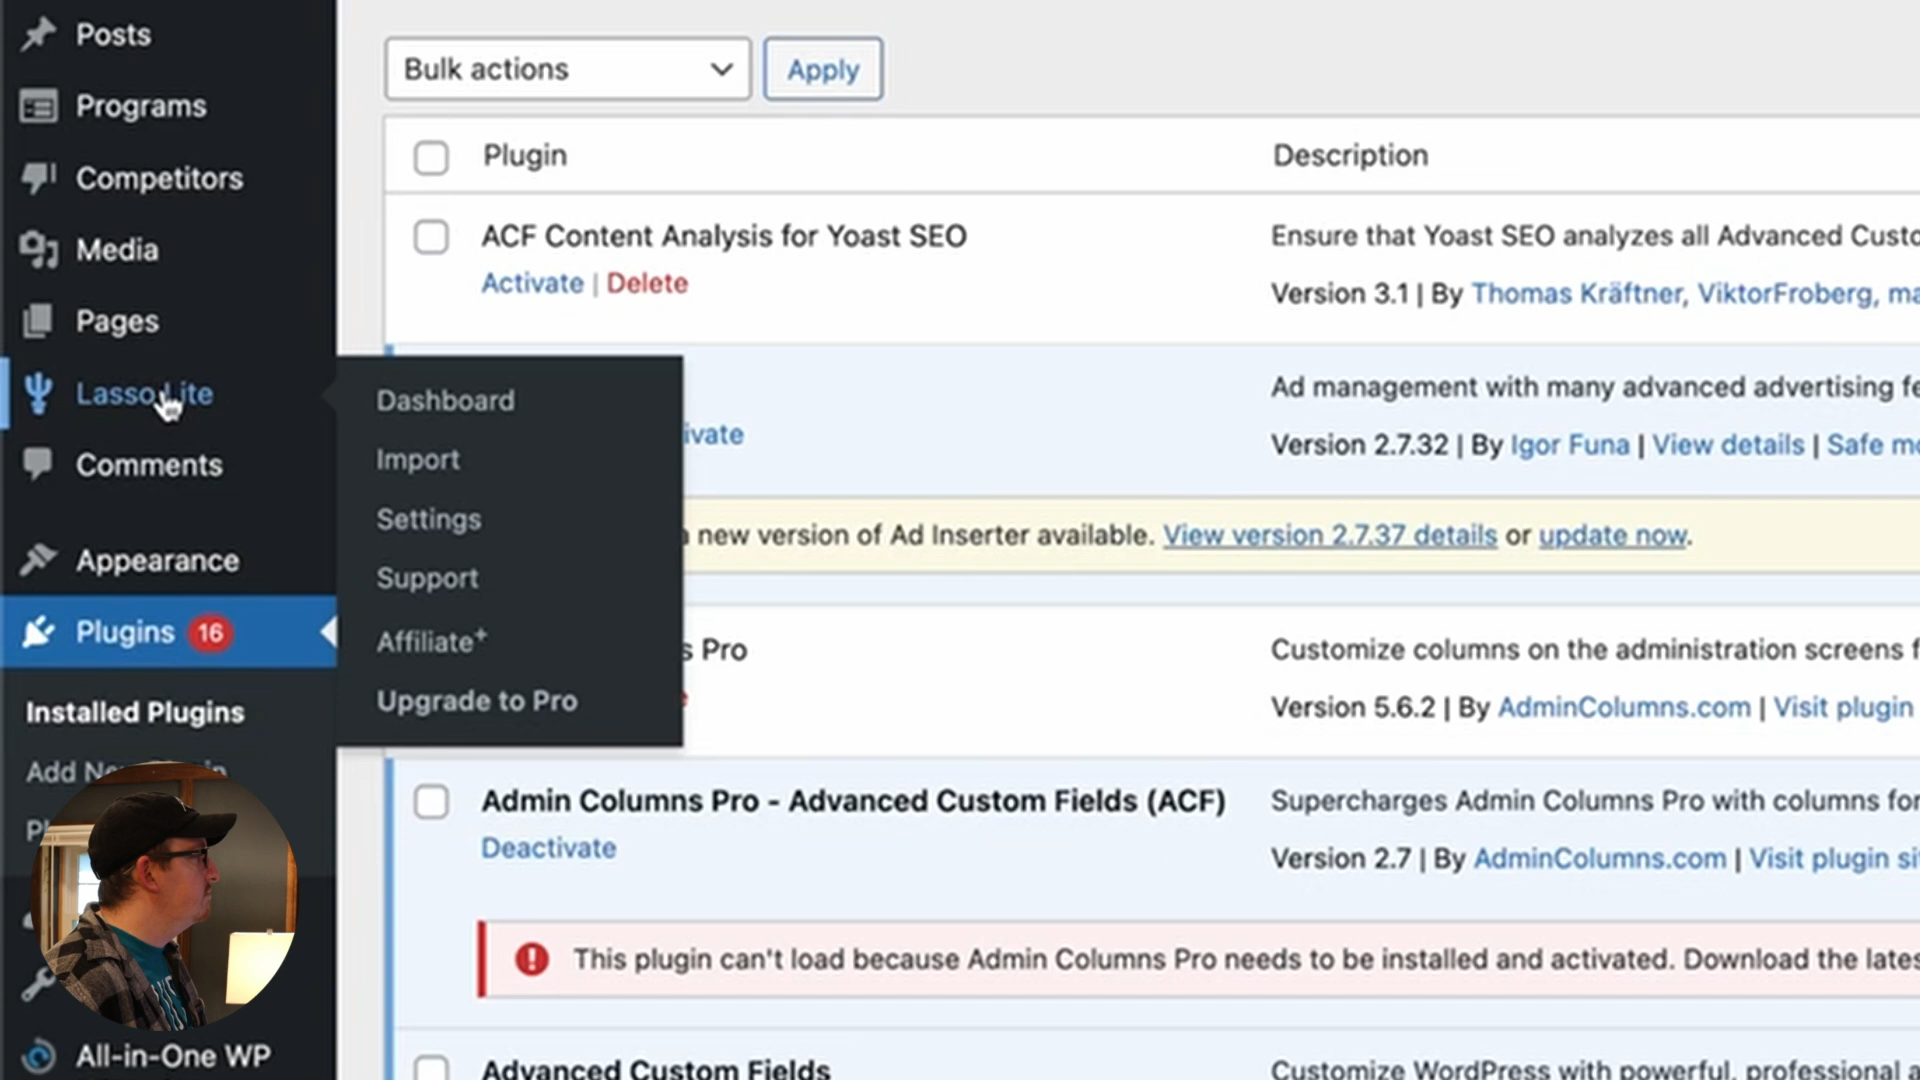 Posts
Programs
Competitors
Media
Pages
Lasso Lite
Comments
Appearance
Plugins 16
Installed Plugins
Add New
All-in-One WP
Dashboard
Import
Settings
Support
Affiliate⁺
Upgrade to Pro
Bulk actions
Apply
Plugin Description
ACF Content Analysis for Yoast SEO
Activate | Delete
Ensure that Yoast SEO analyzes all Advanced Custo
Version 3.1 | By Thomas Kräftner, ViktorFroberg, ma
ivate
Ad management with many advanced advertising fe
Version 2.7.32 | By Igor Funa | View details | Safe mo
new version of Ad Inserter available. View version 2.7.37 details or update now.
s Pro
Customize columns on the administration screens f
Version 5.6.2 | By AdminColumns.com | Visit plugin
Admin Columns Pro - Advanced Custom Fields (ACF)
Deactivate
Supercharges Admin Columns Pro with columns for
Version 2.7 | By AdminColumns.com | Visit plugin si
This plugin can't load because Admin Columns Pro needs to be installed and activated. Download the lates
Advanced Custom Fields
Customize WordPress with powerful, professional a